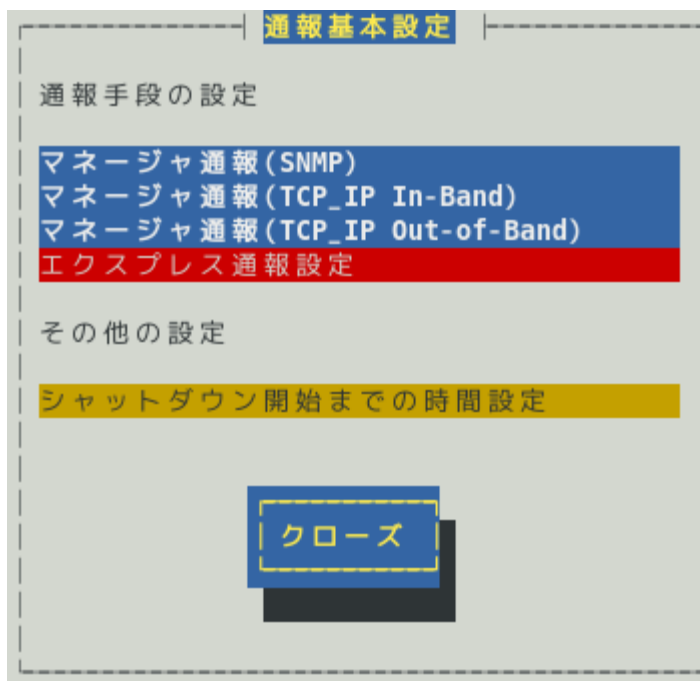 通報基本設定
通報手段の設定
マネージャ通報(SNMP)
マネージャ通報(TCP_IP In-Band)
マネージャ通報(TCP_IP Out-of-Band)
エクスプレス通報設定
その他の設定
シャットダウン開始までの時間設定
クローズ